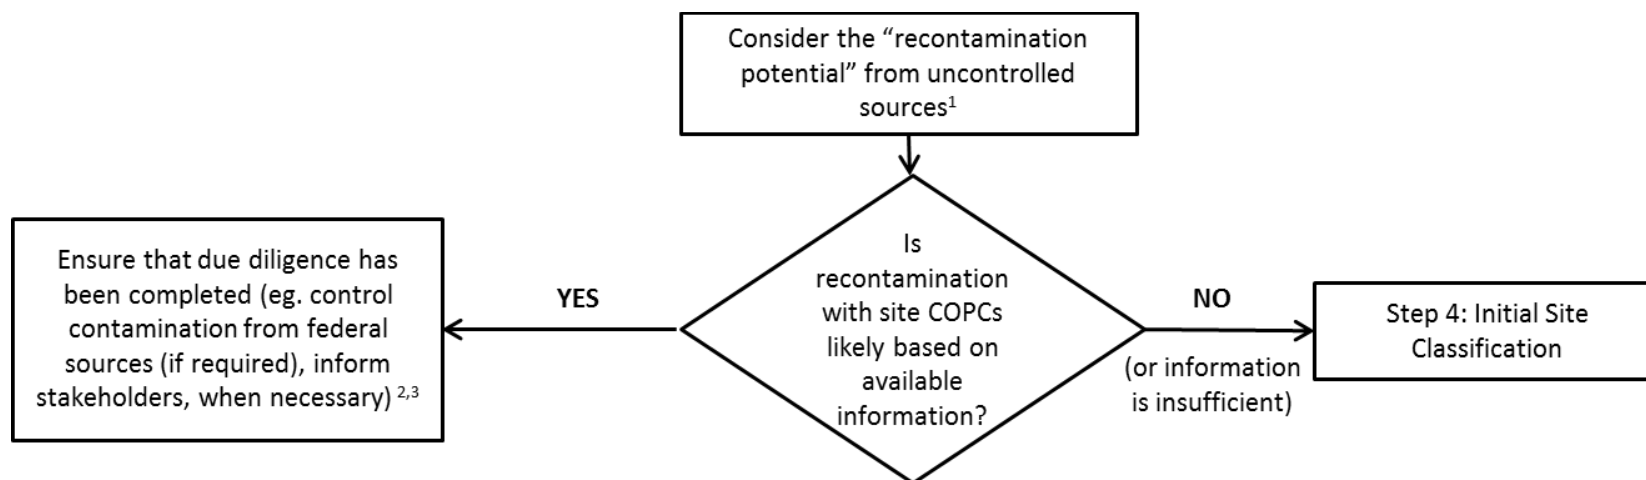 Consider the “recontamination
potential” from uncontrolled
sources1
Ensure that due diligence has
been completed (eg. control
contamination from federal
sources (if required), inform
stakeholders, when necessary) 2,3
YES
Is
recontamination
with site COPCs
likely based on
available
information?
NO
(or information
is insufficient)
Step 4: Initial Site
Classification